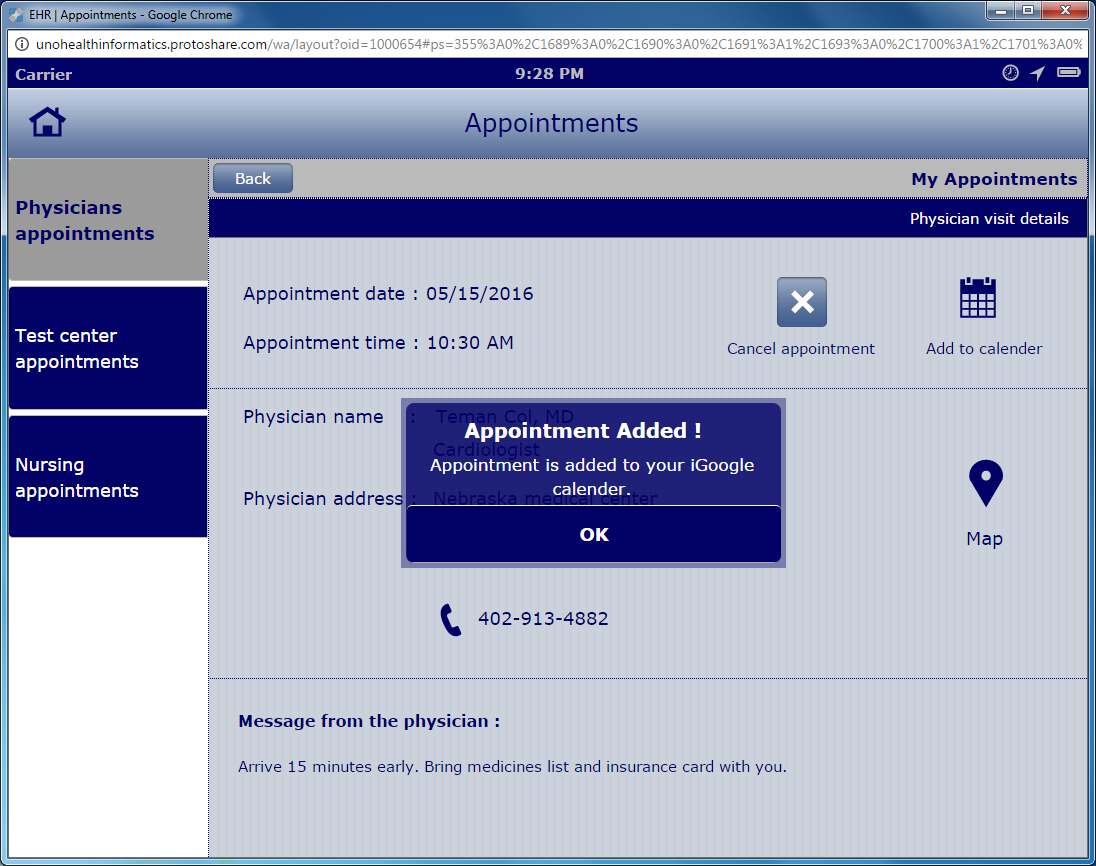 EHR | Appointments - Google Chrome
unohealthinformatics.protoshare.com/wa/layout?oid=1000654#ps=355%3A0%2C1689%3A0%2C1690%3A0%2C1691%3A1%2C1693%3A0%2C1700%3A1%2C1701%3A0%
Carrier 9:28 PM
Appointments
Back My Appointments
Physicians
appointments
Physician visit details
Appointment date : 05/15/2016
Appointment time : 10:30 AM
Cancel appointment
Add to calender
Test center
appointments
Nursing
appointments
Physician name : Teman Col, MD
Cardiologist
Physician address : Nebraska medical center
Appointment Added !
Appointment is added to your iGoogle
calender.
OK
Map
402-913-4882
Message from the physician :
Arrive 15 minutes early. Bring medicines list and insurance card with you.